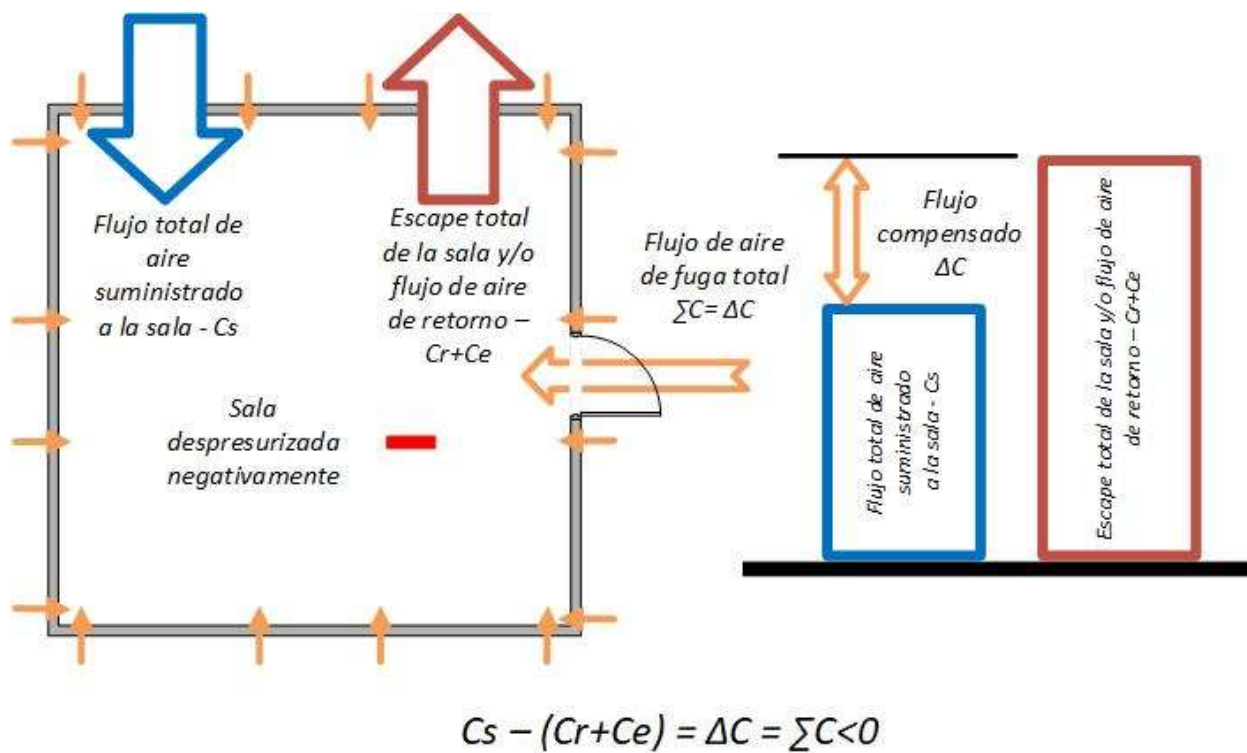 Flujo total de
aire
suministrado
a la sala - Cs
Escape total
de la sala y/o
flujo de aire
de retorno –
Cr+Ce
Sala
despresurizada
negativamente
Flujo de aire
de fuga total
∑C= ΔC
Flujo
compensado
ΔC
Flujo total de aire
suministrado
a la sala - Cs
Escape total de la sala y/o flujo de aire
de retorno – Cr+Ce
Cs – (Cr+Ce) = ΔC = ∑C<0